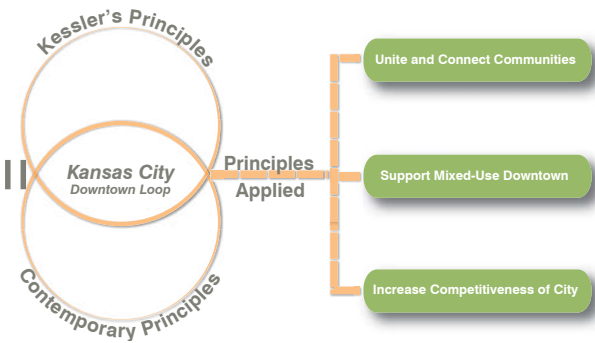 Kessler's Principles
Unite and Connect Communities
Kansas City
Downtown Loop
Principles
Applied
Support Mixed-Use Downtown
Contemporary Principles
Increase Competitiveness of City